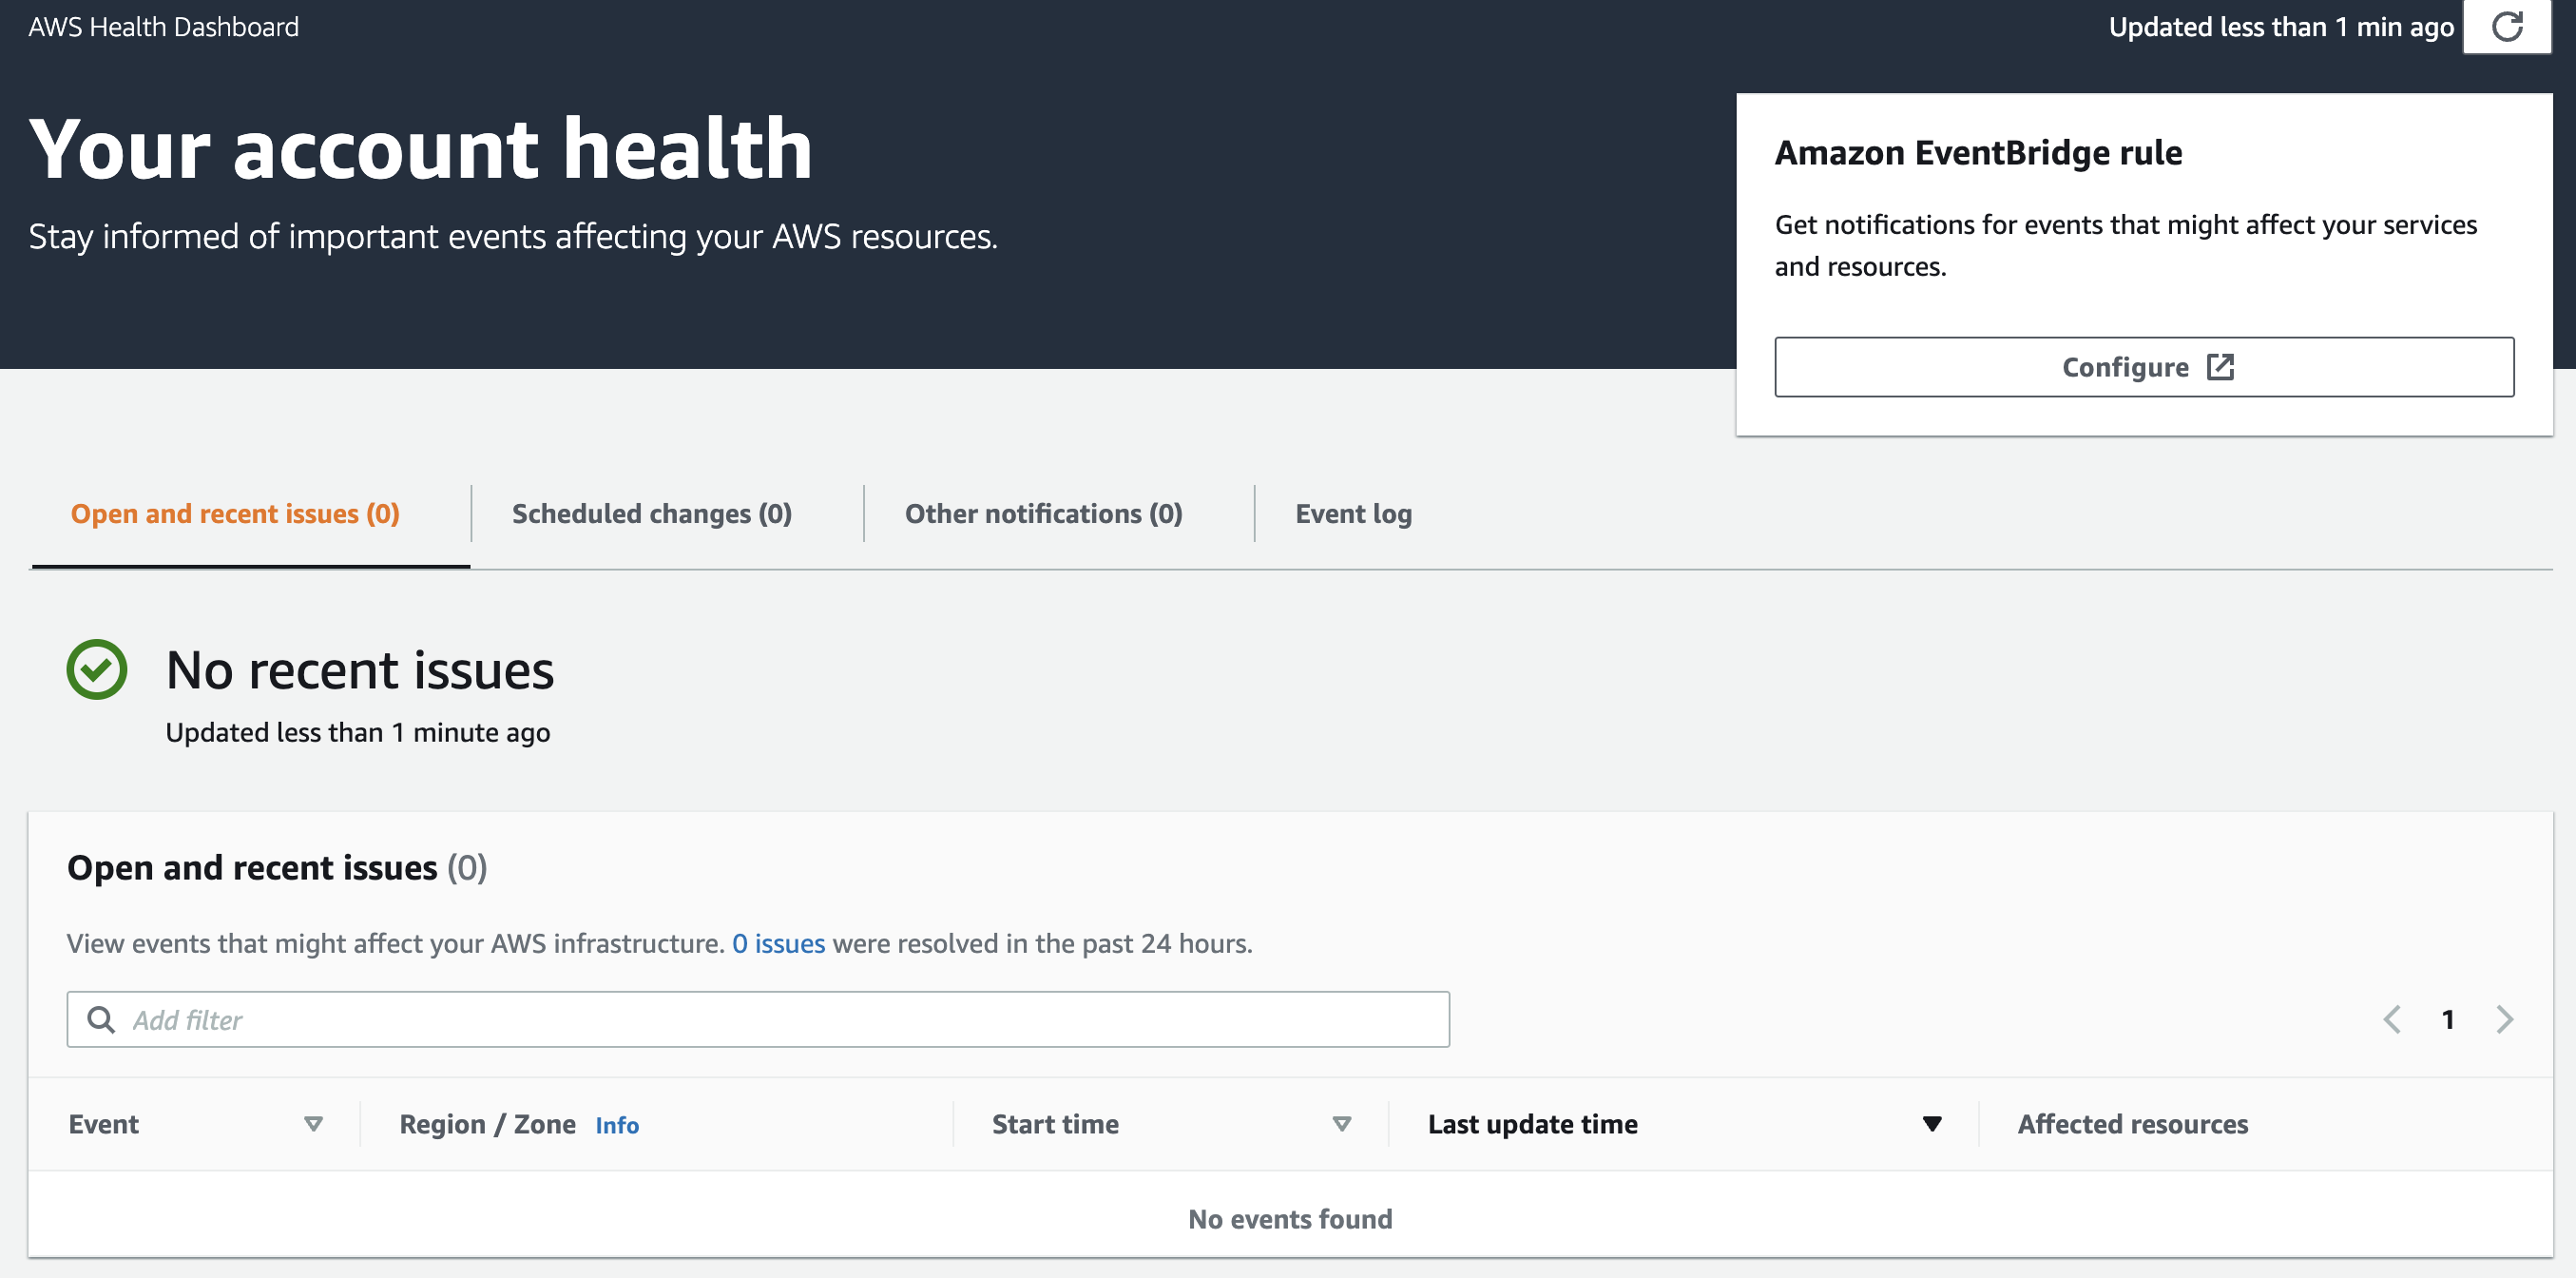 AWS Health Dashboard
Updated less than 1 min ago
Your account health
Stay informed of important events affecting your AWS resources.
Amazon EventBridge rule
Get notifications for events that might affect your services
and resources.
Configure
Open and recent issues (0)
Scheduled changes (0)
Other notifications (0)
Event log
No recent issues
Updated less than 1 minute ago
Open and recent issues (0)
View events that might affect your AWS infrastructure. 0 issues were resolved in the past 24 hours.
Add filter
1
Event
Region / Zone Info
Start time
Last update time
Affected resources
No events found